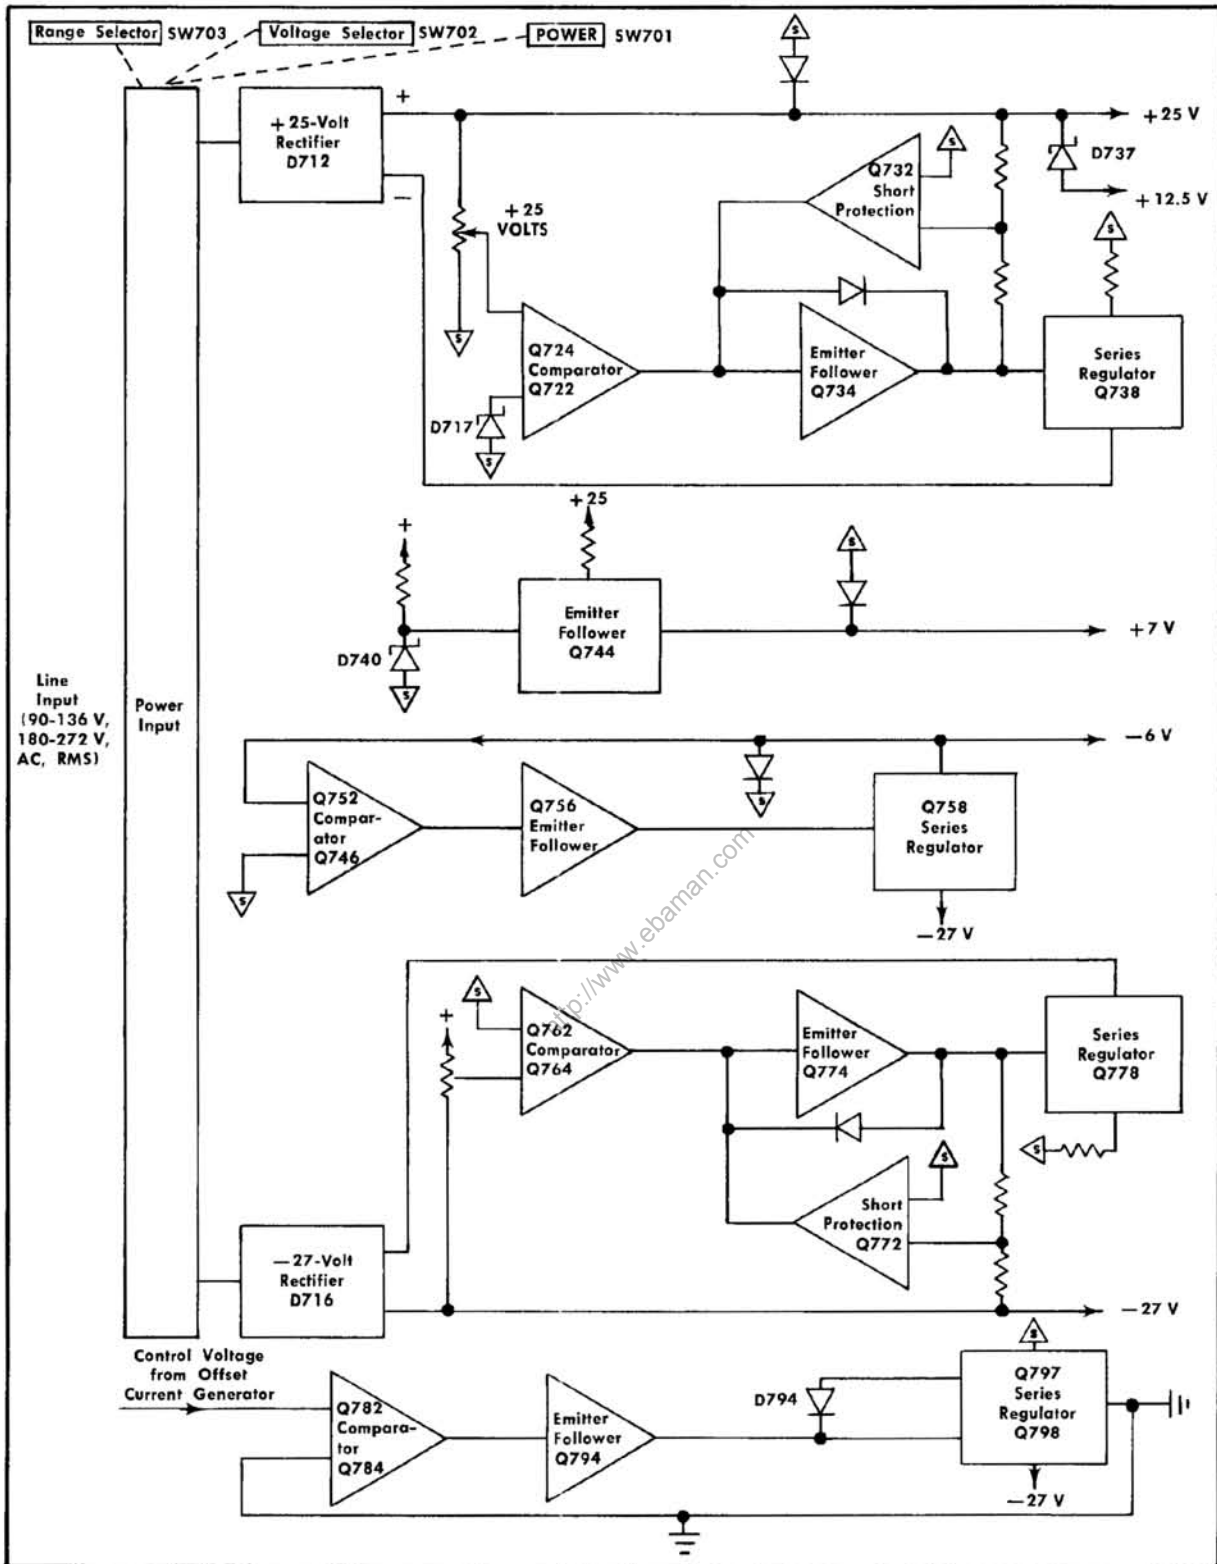 Range Selector SW703
Voltage Selector SW702
POWER SW701
S
+
+25 V
+25-Volt
Rectifier
D712
−
+25
VOLTS
S
Q732
Short
Protection
S
D737
+12.5 V
S
Q724
Comparator
Q722
D717
S
Emitter
Follower
Q734
Series
Regulator
Q738
+25
+
S
Emitter
Follower
Q744
+7 V
D740
S
Line
Input
(90-136 V,
180-272 V,
AC, RMS)
Power
Input
−6 V
S
Q752
Compar-
ator
Q746
S
Q756
Emitter
Follower
Q758
Series
Regulator
−27 V
http://www.ebaman.com
S
+
Q762
Comparator
Q764
Emitter
Follower
Q774
Series
Regulator
Q778
S
S
Short
Protection
Q772
−27-Volt
Rectifier
D716
−27 V
S
Control Voltage
from Offset
Current Generator
Q782
Compara-
tor
Q784
Emitter
Follower
Q794
D794
Q797
Series
Regulator
Q798
−27 V